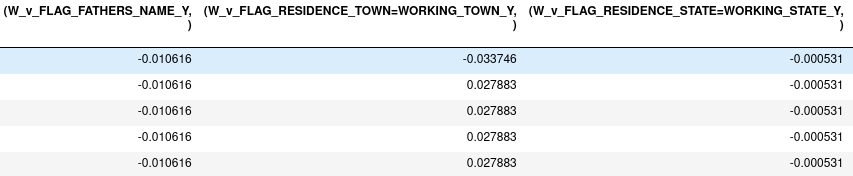 (W_v_FLAG_FATHERS_NAME_Y, (W_v_FLAG_RESIDENCE_TOWN=WORKING_TOWN_Y, (W_v_FLAG_RESIDENCE_STATE=WORKING_STATE_Y,
) ) )
-0.010616 -0.033746 -0.000531
-0.010616 0.027883 -0.000531
-0.010616 0.027883 -0.000531
-0.010616 0.027883 -0.000531
-0.010616 0.027883 -0.000531